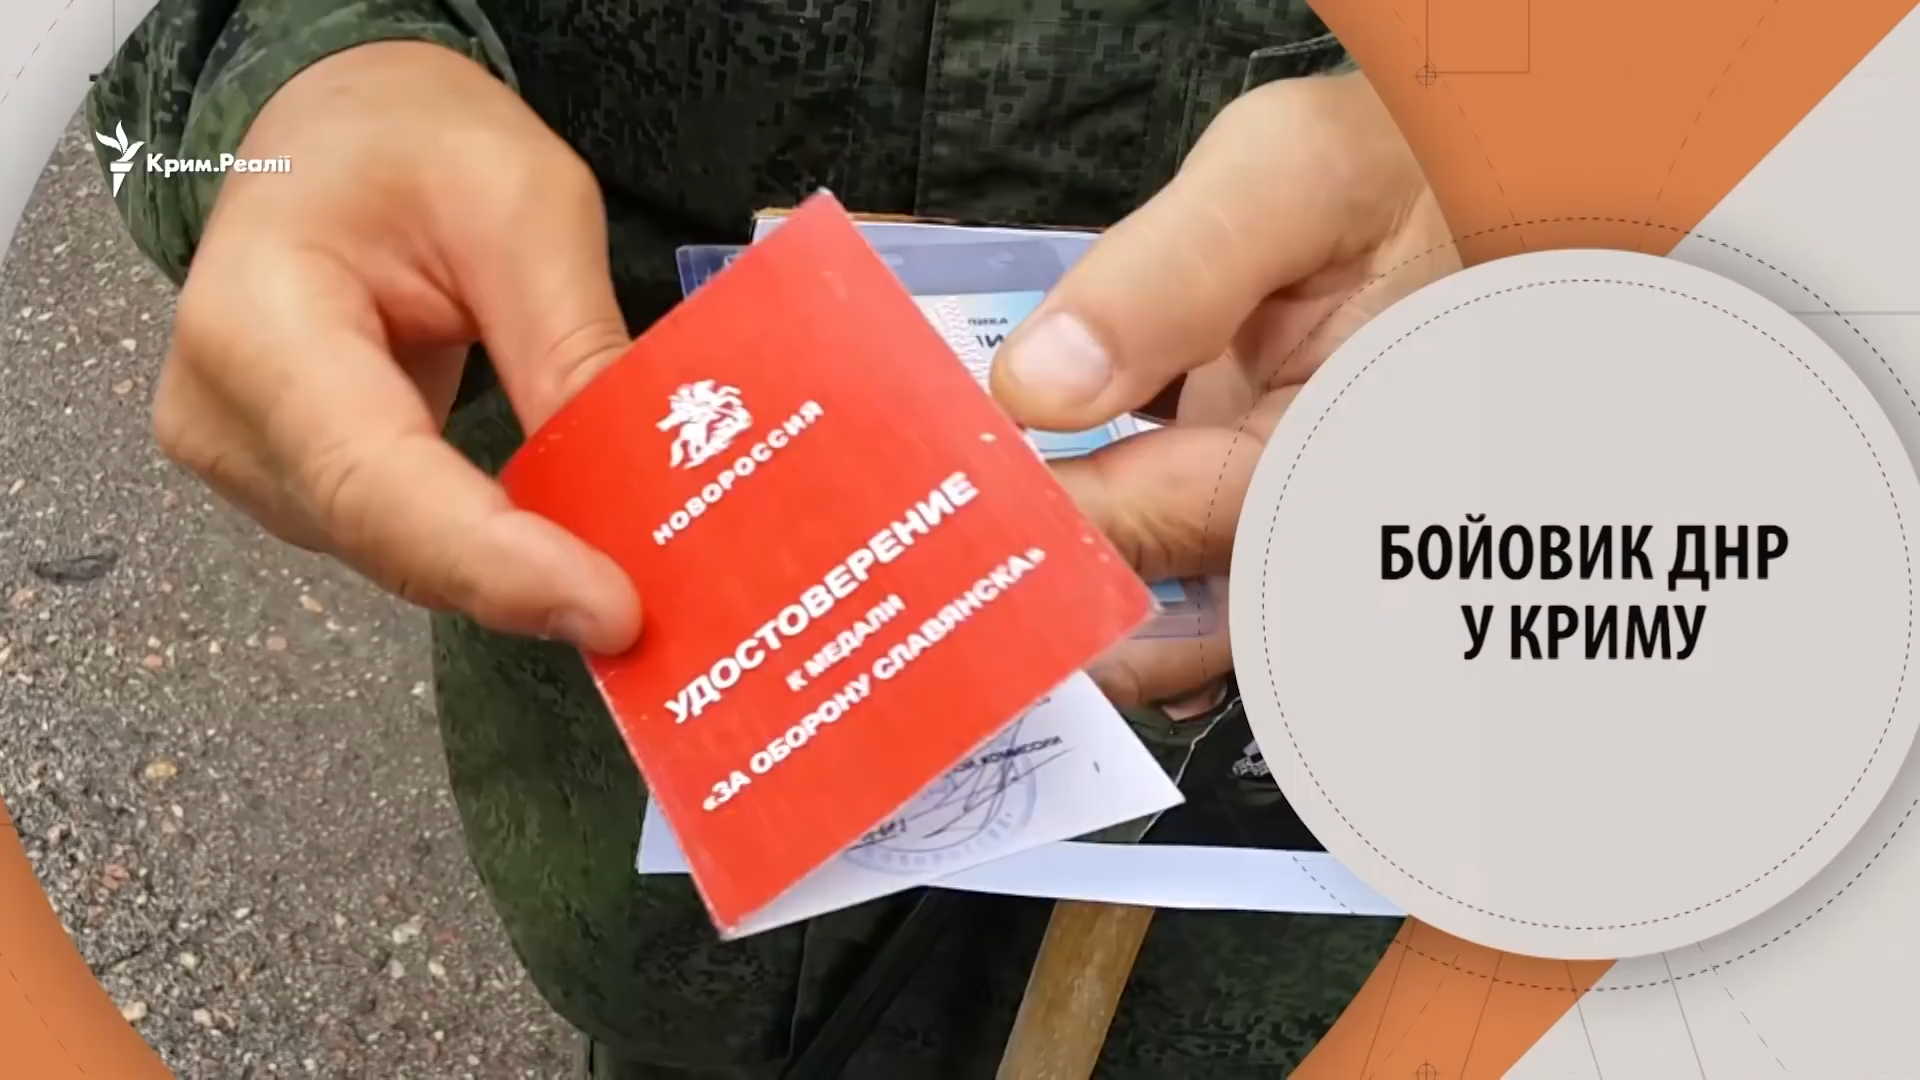 Крим.Реалії
НОВОРОССИЯ
УДОСТОВЕРЕНИЕ
К МЕДАЛИ
«ЗА ОБОРОНУ СЛАВЯНСКА»
БОЙОВИК ДНР
У КРИМУ